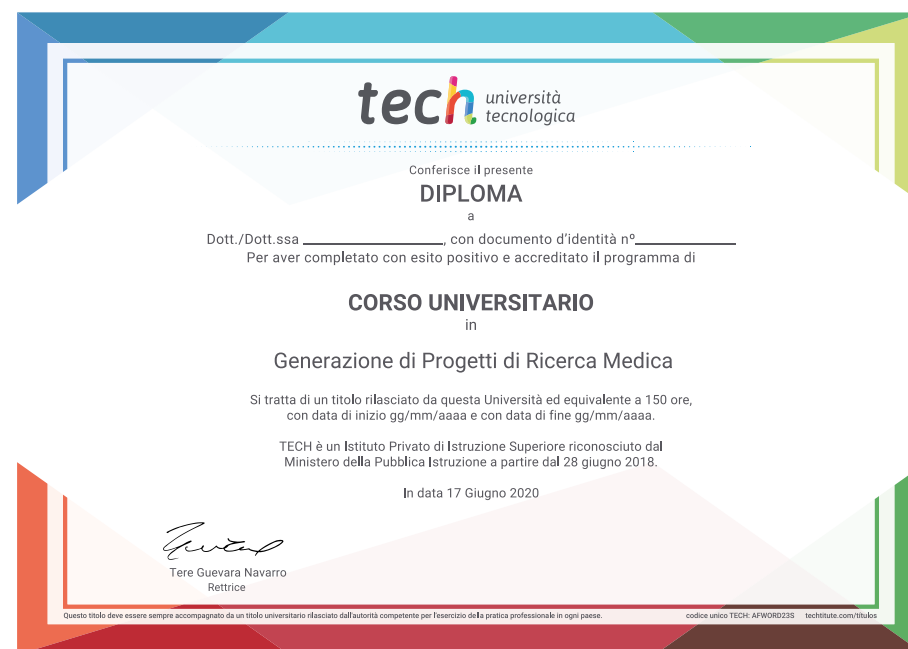 tech università
tecnologica
Conferisce il presente
DIPLOMA
a
Dott./Dott.ssa ____________________, con documento d'identità nº______________
Per aver completato con esito positivo e accreditato il programma di
CORSO UNIVERSITARIO
in
Generazione di Progetti di Ricerca Medica
Si tratta di un titolo rilasciato da questa Università ed equivalente a 150 ore,
con data di inizio gg/mm/aaaa e con data di fine gg/mm/aaaa.
TECH è un Istituto Privato di Istruzione Superiore riconosciuto dal
Ministero della Pubblica Istruzione a partire dal 28 giugno 2018.
In data 17 Giugno 2020
Tere Guevara Navarro
Rettrice
Questo titolo deve essere sempre accompagnato da un titolo universitario rilasciato dall'autorità competente per l'esercizio della pratica professionale in ogni paese. codice unico TECH: AFWORD23S techtitute.com/titulos